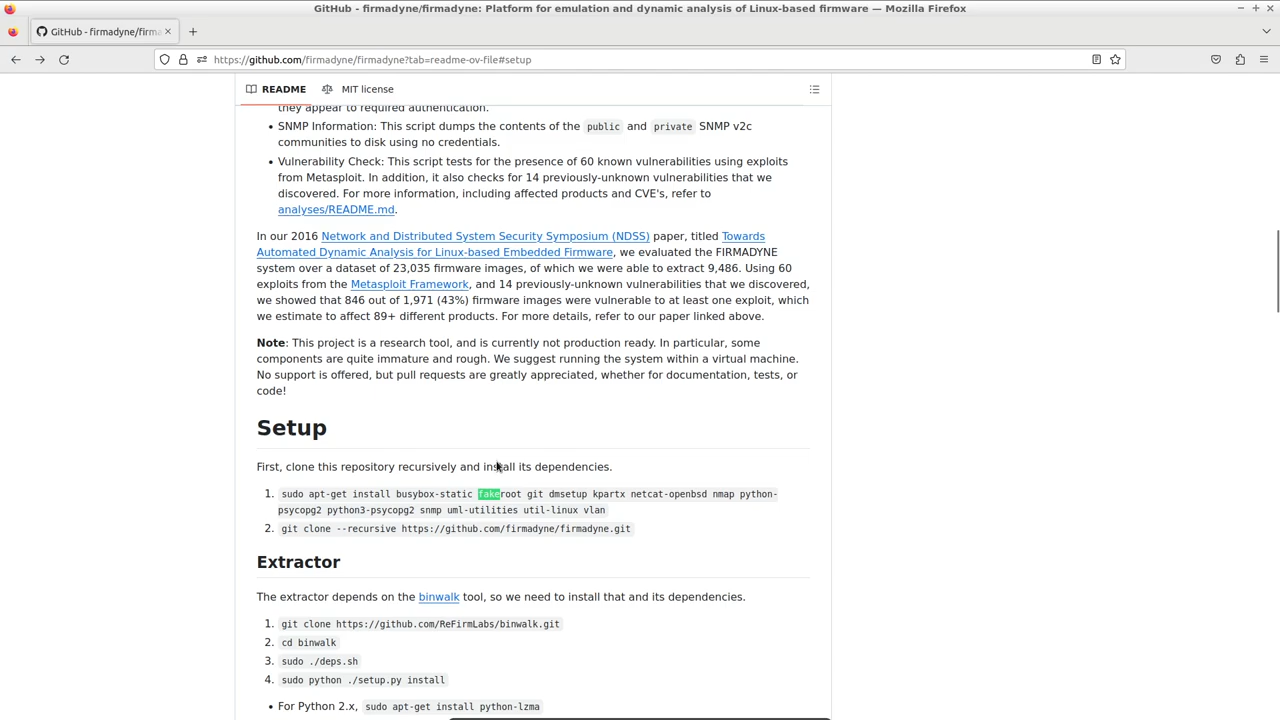 GitHub - firmadyne/firmadyne: Platform for emulation and dynamic analysis of Linux-based firmware — Mozilla Firefox
GitHub - firmadyne/firma
https://github.com/firmadyne/firmadyne?tab=readme-ov-file#setup
README
MIT license
they appear to required authentication.
• SNMP Information: This script dumps the contents of the public and private SNMP v2c
communities to disk using no credentials.
• Vulnerability Check: This script tests for the presence of 60 known vulnerabilities using exploits
from Metasploit. In addition, it also checks for 14 previously-unknown vulnerabilities that we
discovered. For more information, including affected products and CVE's, refer to
analyses/README.md.
In our 2016 Network and Distributed System Security Symposium (NDSS) paper, titled Towards
Automated Dynamic Analysis for Linux-based Embedded Firmware, we evaluated the FIRMADYNE
system over a dataset of 23,035 firmware images, of which we were able to extract 9,486. Using 60
exploits from the Metasploit Framework, and 14 previously-unknown vulnerabilities that we discovered,
we showed that 846 out of 1,971 (43%) firmware images were vulnerable to at least one exploit, which
we estimate to affect 89+ different products. For more details, refer to our paper linked above.
Note: This project is a research tool, and is currently not production ready. In particular, some
components are quite immature and rough. We suggest running the system within a virtual machine.
No support is offered, but pull requests are greatly appreciated, whether for documentation, tests, or
code!
Setup
First, clone this repository recursively and install its dependencies.
1. sudo apt-get install busybox-static fakeroot git dmsetup kpartx netcat-openbsd nmap python-
psycopg2 python3-psycopg2 snmp uml-utilities util-linux vlan
2. git clone --recursive https://github.com/firmadyne/firmadyne.git
Extractor
The extractor depends on the binwalk tool, so we need to install that and its dependencies.
1. git clone https://github.com/ReFirmLabs/binwalk.git
2. cd binwalk
3. sudo ./deps.sh
4. sudo python ./setup.py install
• For Python 2.x, sudo apt-get install python-lzma